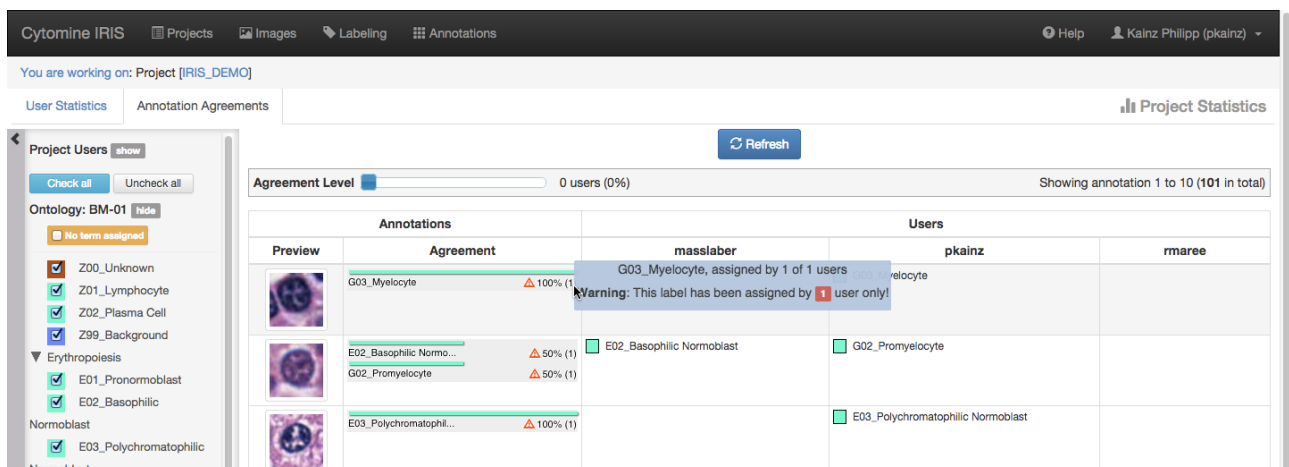 Cytomine IRIS Projects Images Labeling Annotations Help Kainz Philipp (pkainz)
You are working on: Project [IRIS_DEMO]
User Statistics Annotation Agreements Project Statistics
Project Users show
Refresh
Check all Uncheck all
Agreement Level 0 users (0%) Showing annotation 1 to 10 (101 in total)
Ontology: BM-01 hide
No term assigned
Annotations Users
Preview Agreement masslaber pkainz rmaree
Z00_Unknown
Z01_Lymphocyte
Z02_Plasma Cell
Z99_Background
Erythropoiesis
E01_Pronormoblast
E02_Basophilic
Normoblast
E03_Polychromatophilic
G03_Myelocyte 100% (1
G03_Myelocyte, assigned by 1 of 1 users
Warning: This label has been assigned by 1 user only!
E02_Basophilic Normo... 50% (1)
G02_Promyelocyte 50% (1)
E02_Basophilic Normoblast G02_Promyelocyte
E03_Polychromatophil... 100% (1)
E03_Polychromatophilic Normoblast